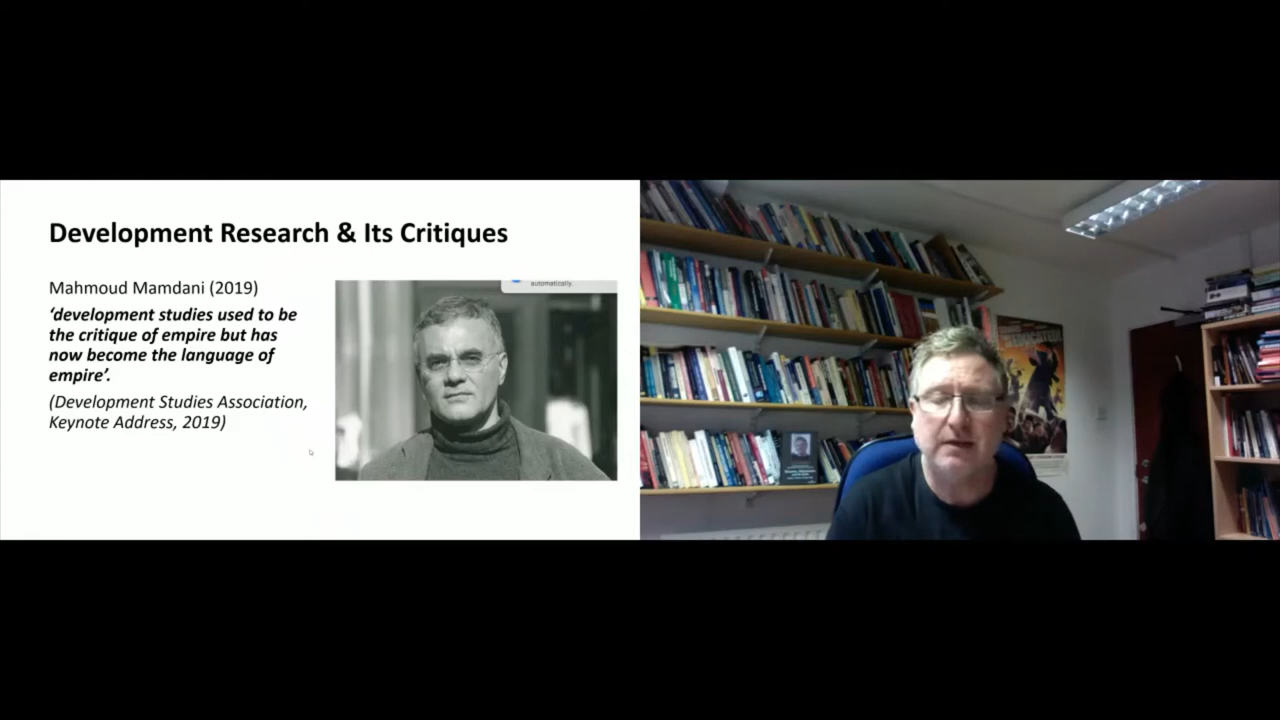 Development Research & Its Critiques
Mahmoud Mamdani (2019)
‘development studies used to be
the critique of empire but has
now become the language of
empire’.
(Development Studies Association,
Keynote Address, 2019)
automatically.